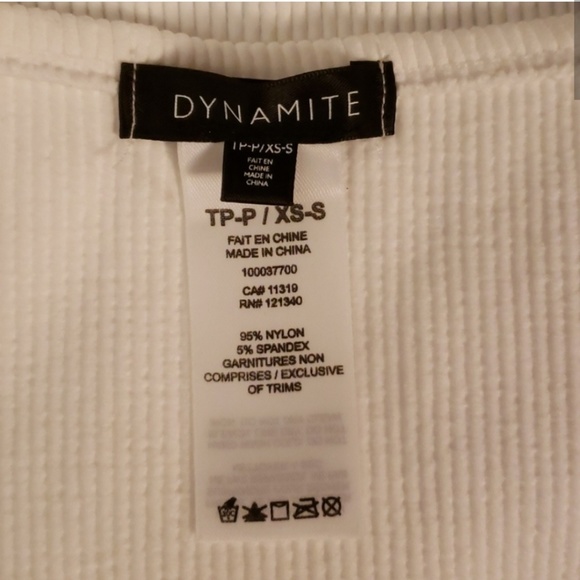 DYNAMITE
TP-P/XS-S
FAIT EN
CHINE
MADE IN
CHINA
TP-P / XS-S
FAIT EN CHINE
MADE IN CHINA
100037700
CA# 11319
RN# 121340
95% NYLON
5% SPANDEX
GARNITURES NON
COMPRISES / EXCLUSIVE
OF TRIMS